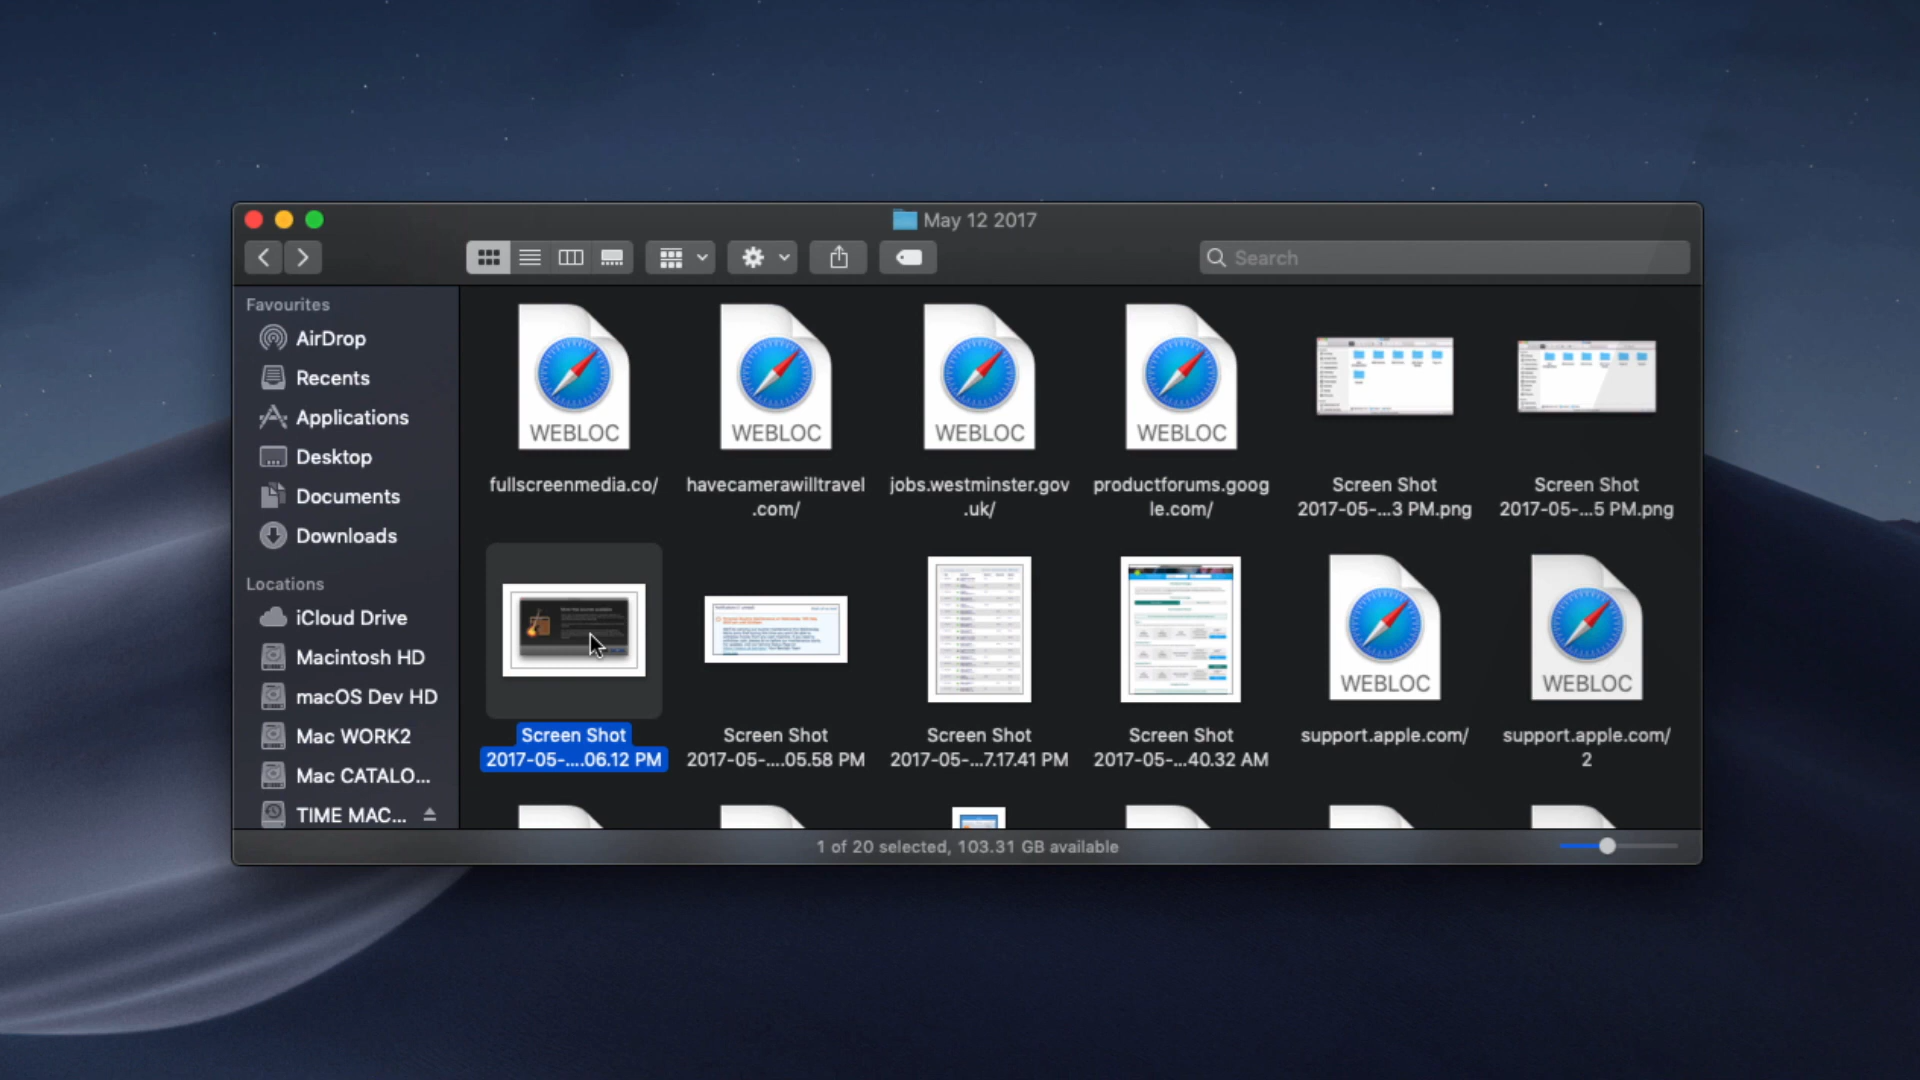 May 12 2017
Search
Favourites
AirDrop
Recents
Applications
Desktop
Documents
Downloads
Locations
iCloud Drive
Macintosh HD
macOS Dev HD
Mac WORK2
Mac CATALO...
TIME MAC...
WEBLOC
WEBLOC
WEBLOC
WEBLOC
fullscreenmedia.co/
havecamerawilltravel
.com/
jobs.westminster.gov
.uk/
productforums.goog
le.com/
Screen Shot
2017-05-...3 PM.png
Screen Shot
2017-05-...5 PM.png
WEBLOC
WEBLOC
Screen Shot
2017-05-....06.12 PM
Screen Shot
2017-05-....05.58 PM
Screen Shot
2017-05-...7.17.41 PM
Screen Shot
2017-05-...40.32 AM
support.apple.com/
support.apple.com/
2
1 of 20 selected, 103.31 GB available